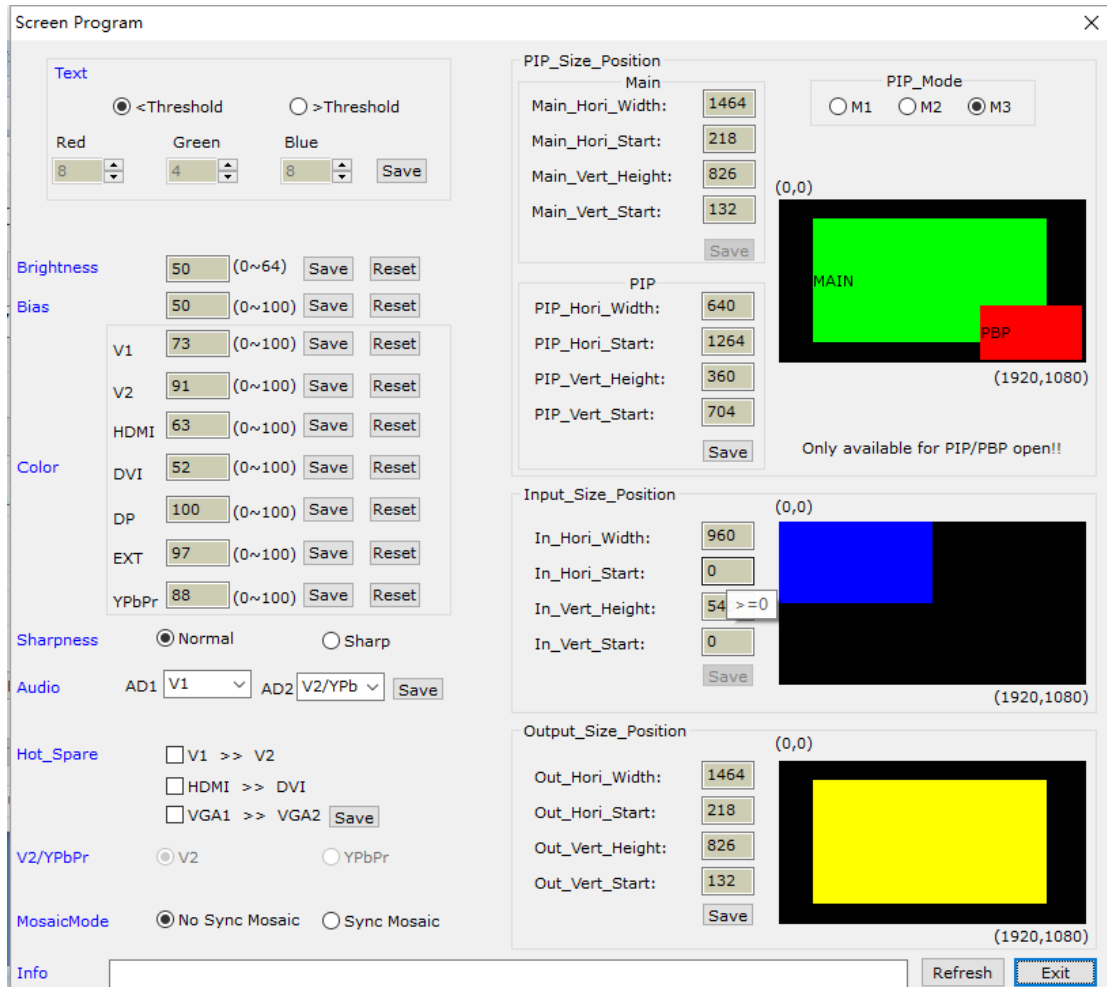 Screen Program
Text
<Threshold >Threshold
Red Green Blue
8 4 8 Save
Brightness 50 (0~64) Save Reset
Bias 50 (0~100) Save Reset
Color
V1 73 (0~100) Save Reset
V2 91 (0~100) Save Reset
HDMI 63 (0~100) Save Reset
DVI 52 (0~100) Save Reset
DP 100 (0~100) Save Reset
EXT 97 (0~100) Save Reset
YPbPr 88 (0~100) Save Reset
Sharpness Normal Sharp
Audio AD1 V1 AD2 V2/YPb Save
Hot_Spare V1 >> V2
HDMI >> DVI
VGA1 >> VGA2 Save
V2/YPbPr V2 YPbPr
MosaicMode No Sync Mosaic Sync Mosaic
PIP_Size_Position
Main
Main_Hori_Width: 1464
Main_Hori_Start: 218
Main_Vert_Height: 826
Main_Vert_Start: 132
Save
PIP
PIP_Hori_Width: 640
PIP_Hori_Start: 1264
PIP_Vert_Height: 360
PIP_Vert_Start: 704
Save
PIP_Mode
M1 M2 M3
(0,0)
MAIN
PBP
(1920,1080)
Only available for PIP/PBP open!!
Input_Size_Position
In_Hori_Width: 960
In_Hori_Start: 0
In_Vert_Height: 54
>=0
In_Vert_Start: 0
Save
(0,0)
(1920,1080)
Output_Size_Position
Out_Hori_Width: 1464
Out_Hori_Start: 218
Out_Vert_Height: 826
Out_Vert_Start: 132
Save
(0,0)
(1920,1080)
Info Refresh Exit